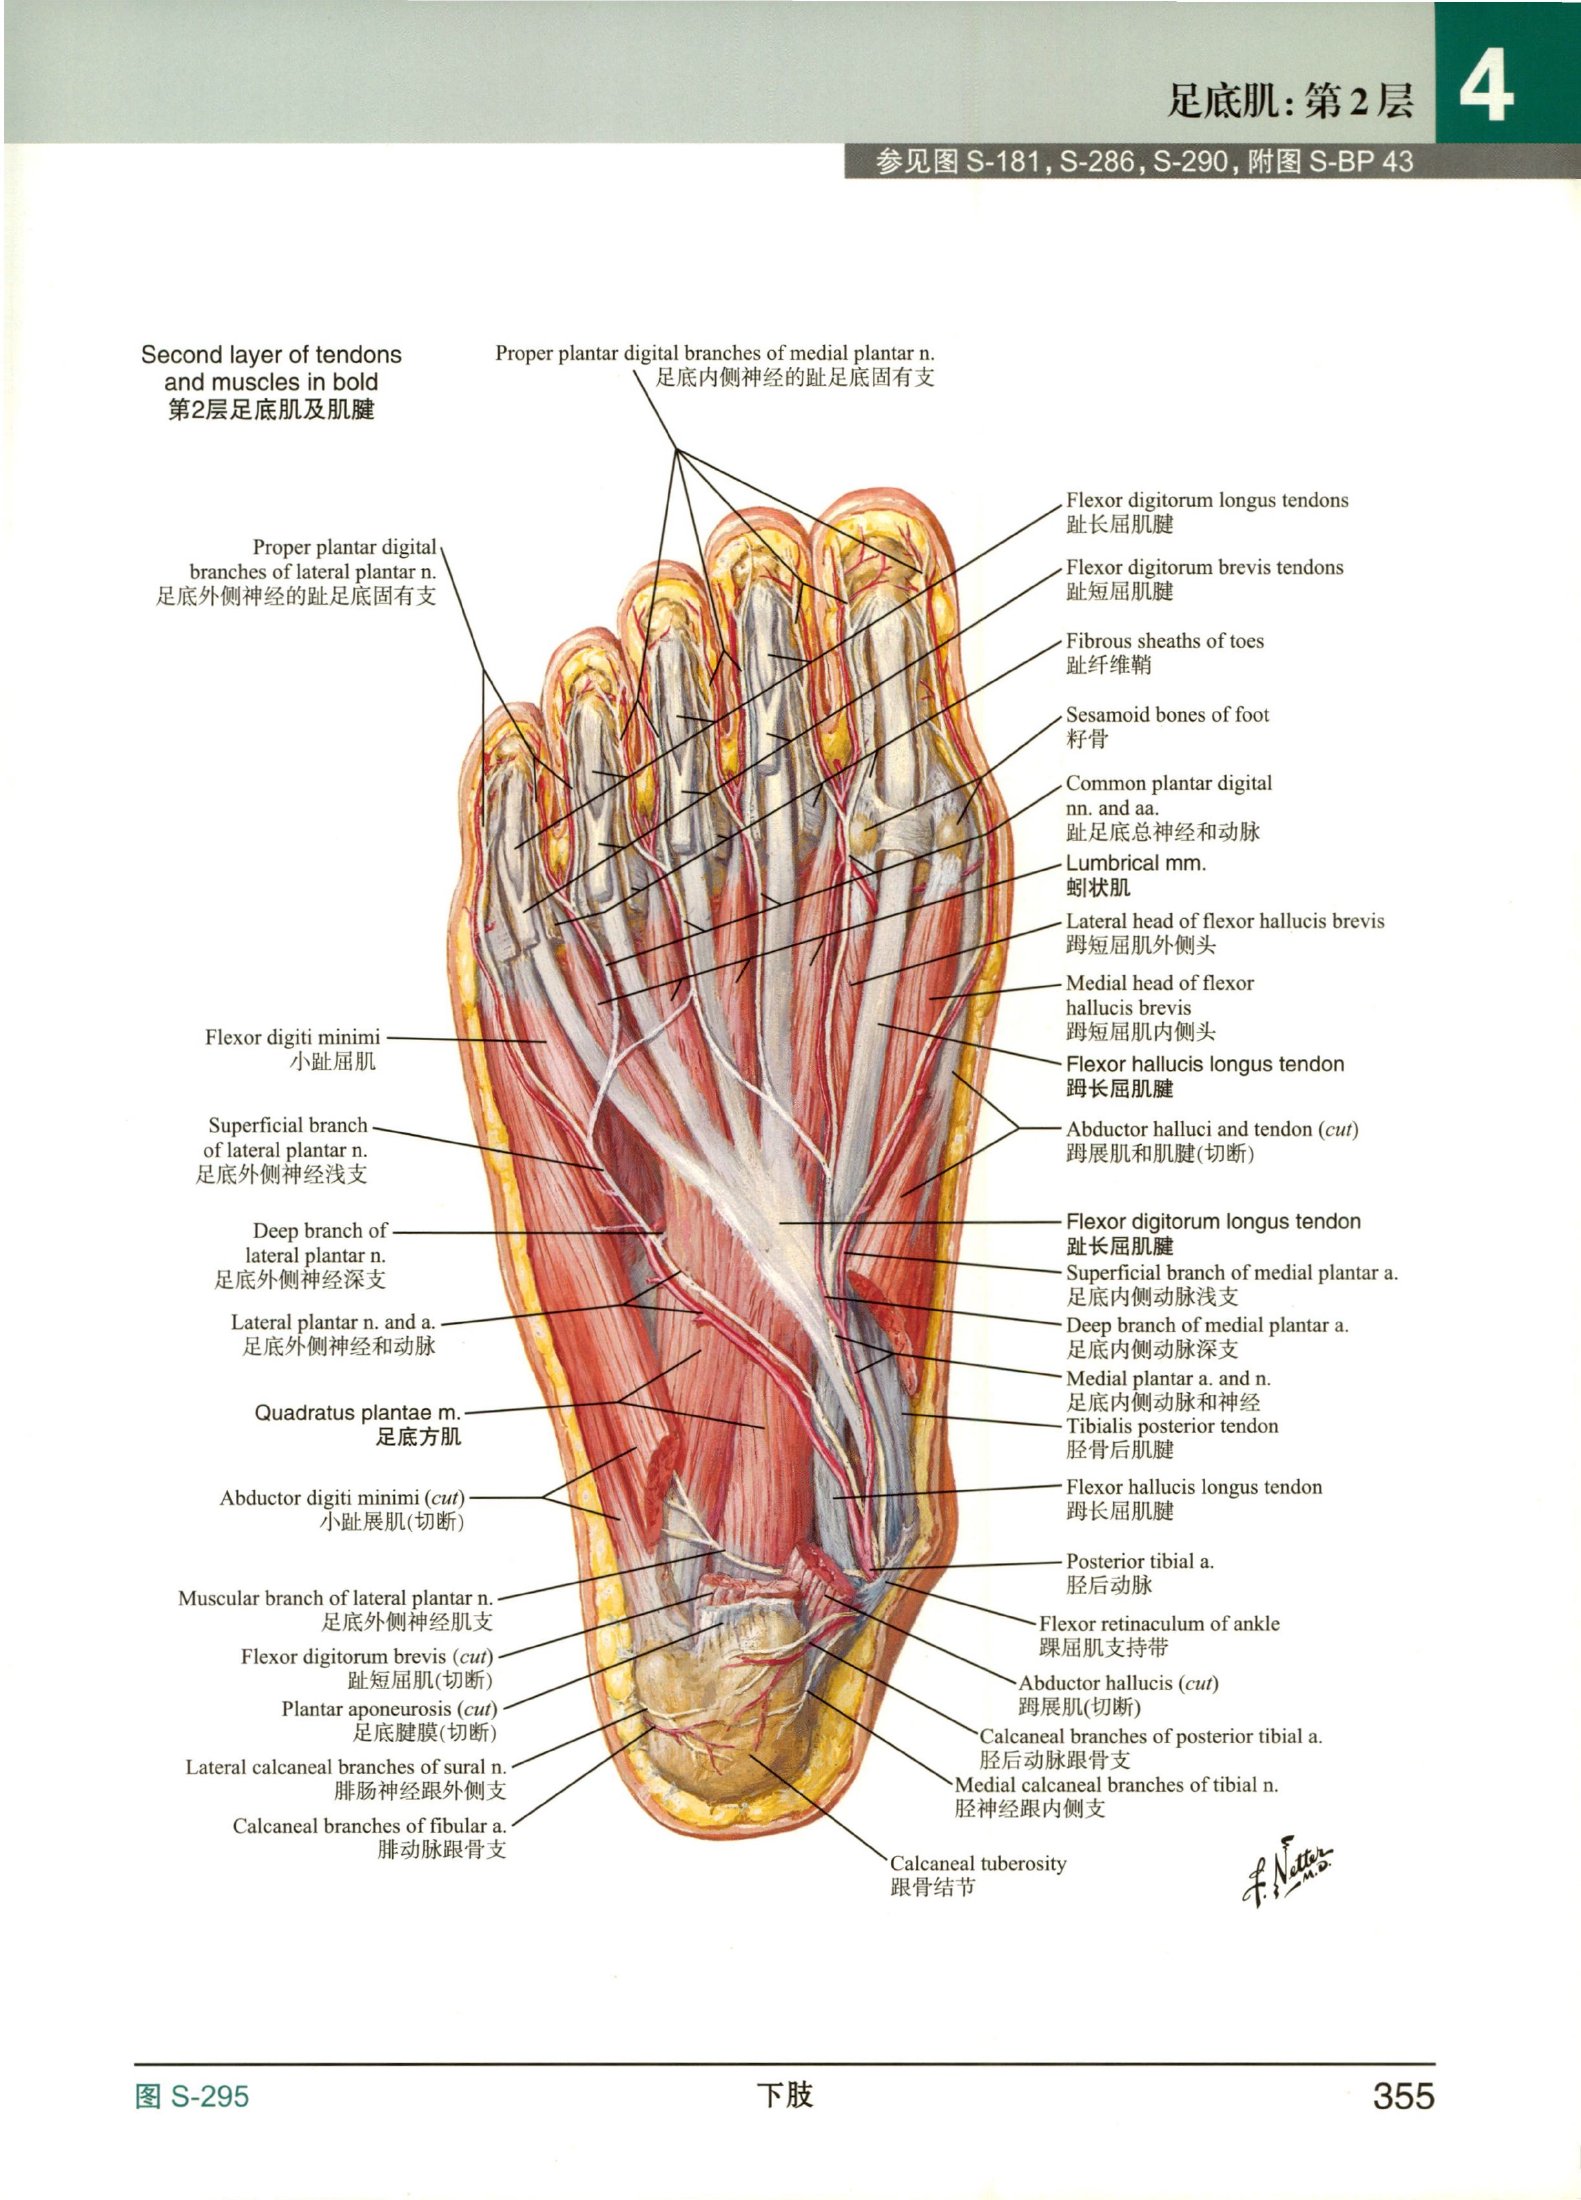 足底肌：第2层
4
参见图 S-181, S-286, S-290, 附图 S-BP 43
Second layer of tendons
and muscles in bold
第2层足底肌及肌腱
Proper plantar digital branches of medial plantar n.
足底内侧神经的趾足底固有支
Proper plantar digital
branches of lateral plantar n.
足底外侧神经的趾足底固有支
Flexor digiti minimi
小趾屈肌
Superficial branch
of lateral plantar n.
足底外侧神经浅支
Deep branch of
lateral plantar n.
足底外侧神经深支
Lateral plantar n. and a.
足底外侧神经和动脉
Quadratus plantae m.
足底方肌
Abductor digiti minimi (cut)
小趾展肌(切断)
Muscular branch of lateral plantar n.
足底外侧神经肌支
Flexor digitorum brevis (cut)
趾短屈肌(切断)
Plantar aponeurosis (cut)
足底腱膜(切断)
Lateral calcaneal branches of sural n.
腓肠神经跟外侧支
Calcaneal branches of fibular a.
腓动脉跟骨支
Flexor digitorum longus tendons
趾长屈肌腱
Flexor digitorum brevis tendons
趾短屈肌腱
Fibrous sheaths of toes
趾纤维鞘
Sesamoid bones of foot
籽骨
Common plantar digital
nn. and aa.
趾足底总神经和动脉
Lumbrical mm.
蚓状肌
Lateral head of flexor hallucis brevis
踇短屈肌外侧头
Medial head of flexor
hallucis brevis
踇短屈肌内侧头
Flexor hallucis longus tendon
踇长屈肌腱
Abductor halluci and tendon (cut)
踇展肌和肌腱(切断)
Flexor digitorum longus tendon
趾长屈肌腱
Superficial branch of medial plantar a.
足底内侧动脉浅支
Deep branch of medial plantar a.
足底内侧动脉深支
Medial plantar a. and n.
足底内侧动脉和神经
Tibialis posterior tendon
胫骨后肌腱
Flexor hallucis longus tendon
踇长屈肌腱
Posterior tibial a.
胫后动脉
Flexor retinaculum of ankle
踝屈肌支持带
Abductor hallucis (cut)
踇展肌(切断)
Calcaneal branches of posterior tibial a.
胫后动脉跟骨支
Medial calcaneal branches of tibial n.
胫神经跟内侧支
Calcaneal tuberosity
跟骨结节
F. Netter
M.D.
图 S-295
下肢
355